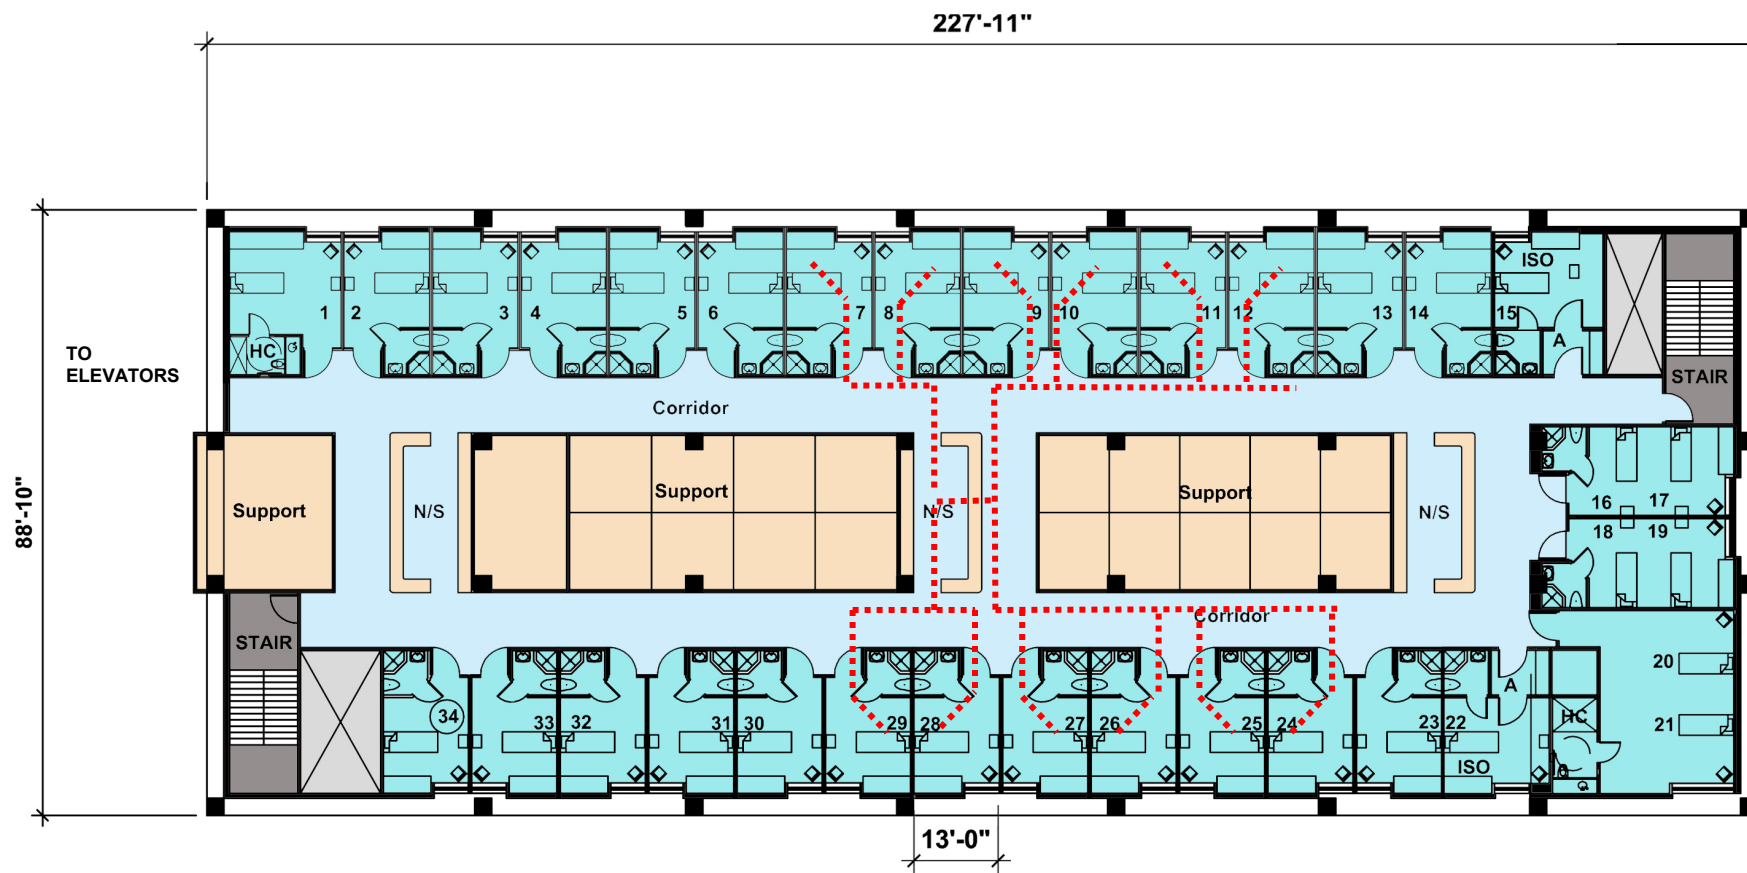 227'-11"
88'-10"
TO
ELEVATORS
ISO
1 2 3 4 5 6 7 8 9 10 11 12 13 14 15
HC
A
STAIR
Corridor
Support
N/S
Support
N/S
Support
N/S
16 17
18 19
Corridor
STAIR
20
21
A
HC
34 33 32 31 30 29 28 27 26 25 24 23 22
ISO
13'-0"